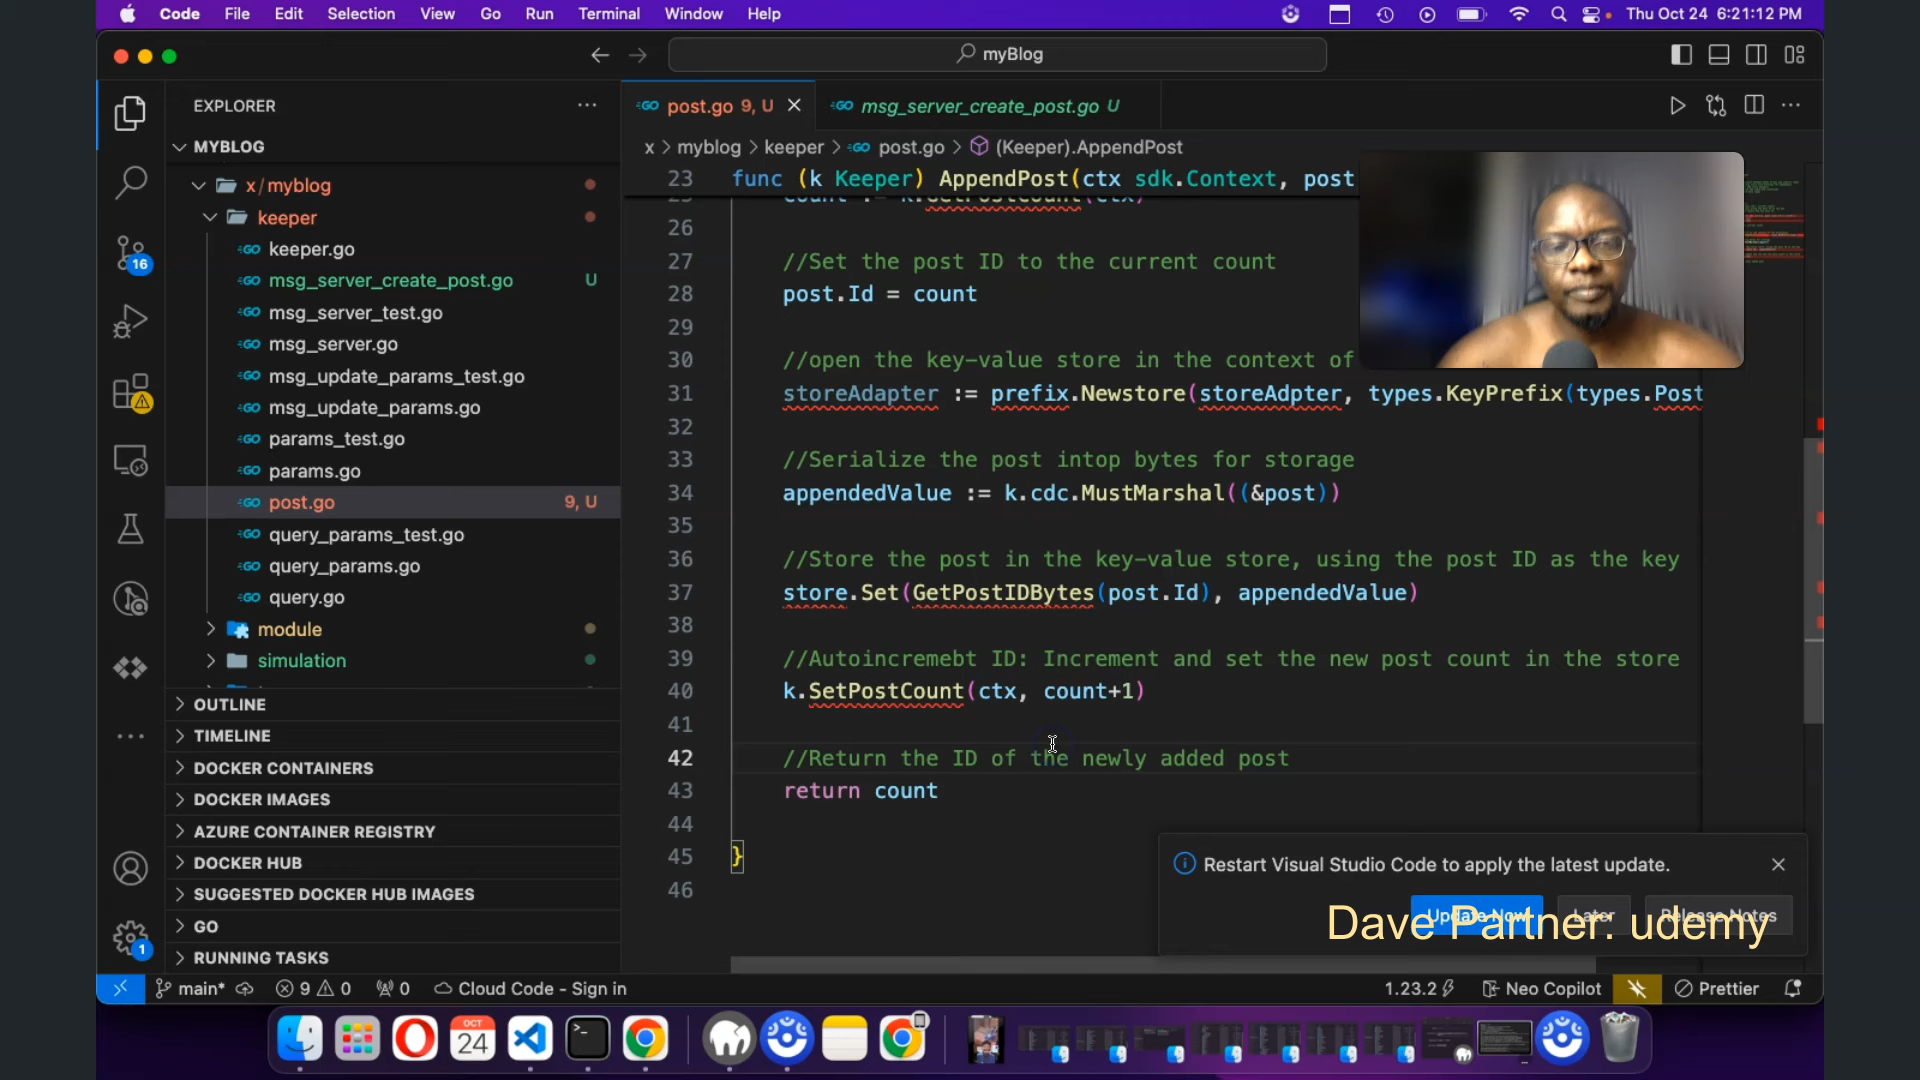 Code File Edit Selection View Go Run Terminal Window Help Thu Oct 24 6:21:12 PM
myBlog
EXPLORER
post.go 9, U
msg_server_create_post.go U
MYBLOG
x > myblog > keeper > post.go > (Keeper).AppendPost
x / myblog
keeper
keeper.go
msg_server_create_post.go U
msg_server_test.go
msg_server.go
msg_update_params_test.go
msg_update_params.go
params_test.go
params.go
post.go 9, U
query_params_test.go
query_params.go
query.go
module
simulation
OUTLINE
TIMELINE
DOCKER CONTAINERS
DOCKER IMAGES
AZURE CONTAINER REGISTRY
DOCKER HUB
SUGGESTED DOCKER HUB IMAGES
GO
RUNNING TASKS
16
1
23 func (k Keeper) AppendPost(ctx sdk.Context, post
25 count := k.GetPostCount(ctx)
26
27 //Set the post ID to the current count
28 post.Id = count
29
30 //open the key-value store in the context of
31 storeAdapter := prefix.Newstore(storeAdpter, types.KeyPrefix(types.Post
32
33 //Serialize the post intop bytes for storage
34 appendedValue := k.cdc.MustMarshal((&post))
35
36 //Store the post in the key-value store, using the post ID as the key
37 store.Set(GetPostIDBytes(post.Id), appendedValue)
38
39 //Autoincremebt ID: Increment and set the new post count in the store
40 k.SetPostCount(ctx, count+1)
41
42 //Return the ID of the newly added post
43 return count
44
45 }
46
Restart Visual Studio Code to apply the latest update.
Update Now Later Release Notes
Dave Partner: udemy
main* 9 0 0 Cloud Code - Sign in 1.23.2 Neo Copilot Prettier
OCT
24